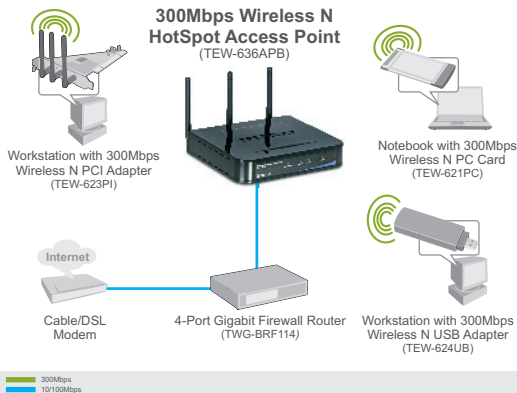 300Mbps Wireless N
HotSpot Access Point
(TEW-636APB)
Workstation with 300Mbps
Wireless N PCI Adapter
(TEW-623PI)
Notebook with 300Mbps
Wireless N PC Card
(TEW-621PC)
Internet
Cable/DSL
Modem
4-Port Gigabit Firewall Router
(TWG-BRF114)
Workstation with 300Mbps
Wireless N USB Adapter
(TEW-624UB)
300Mbps
10/100Mbps